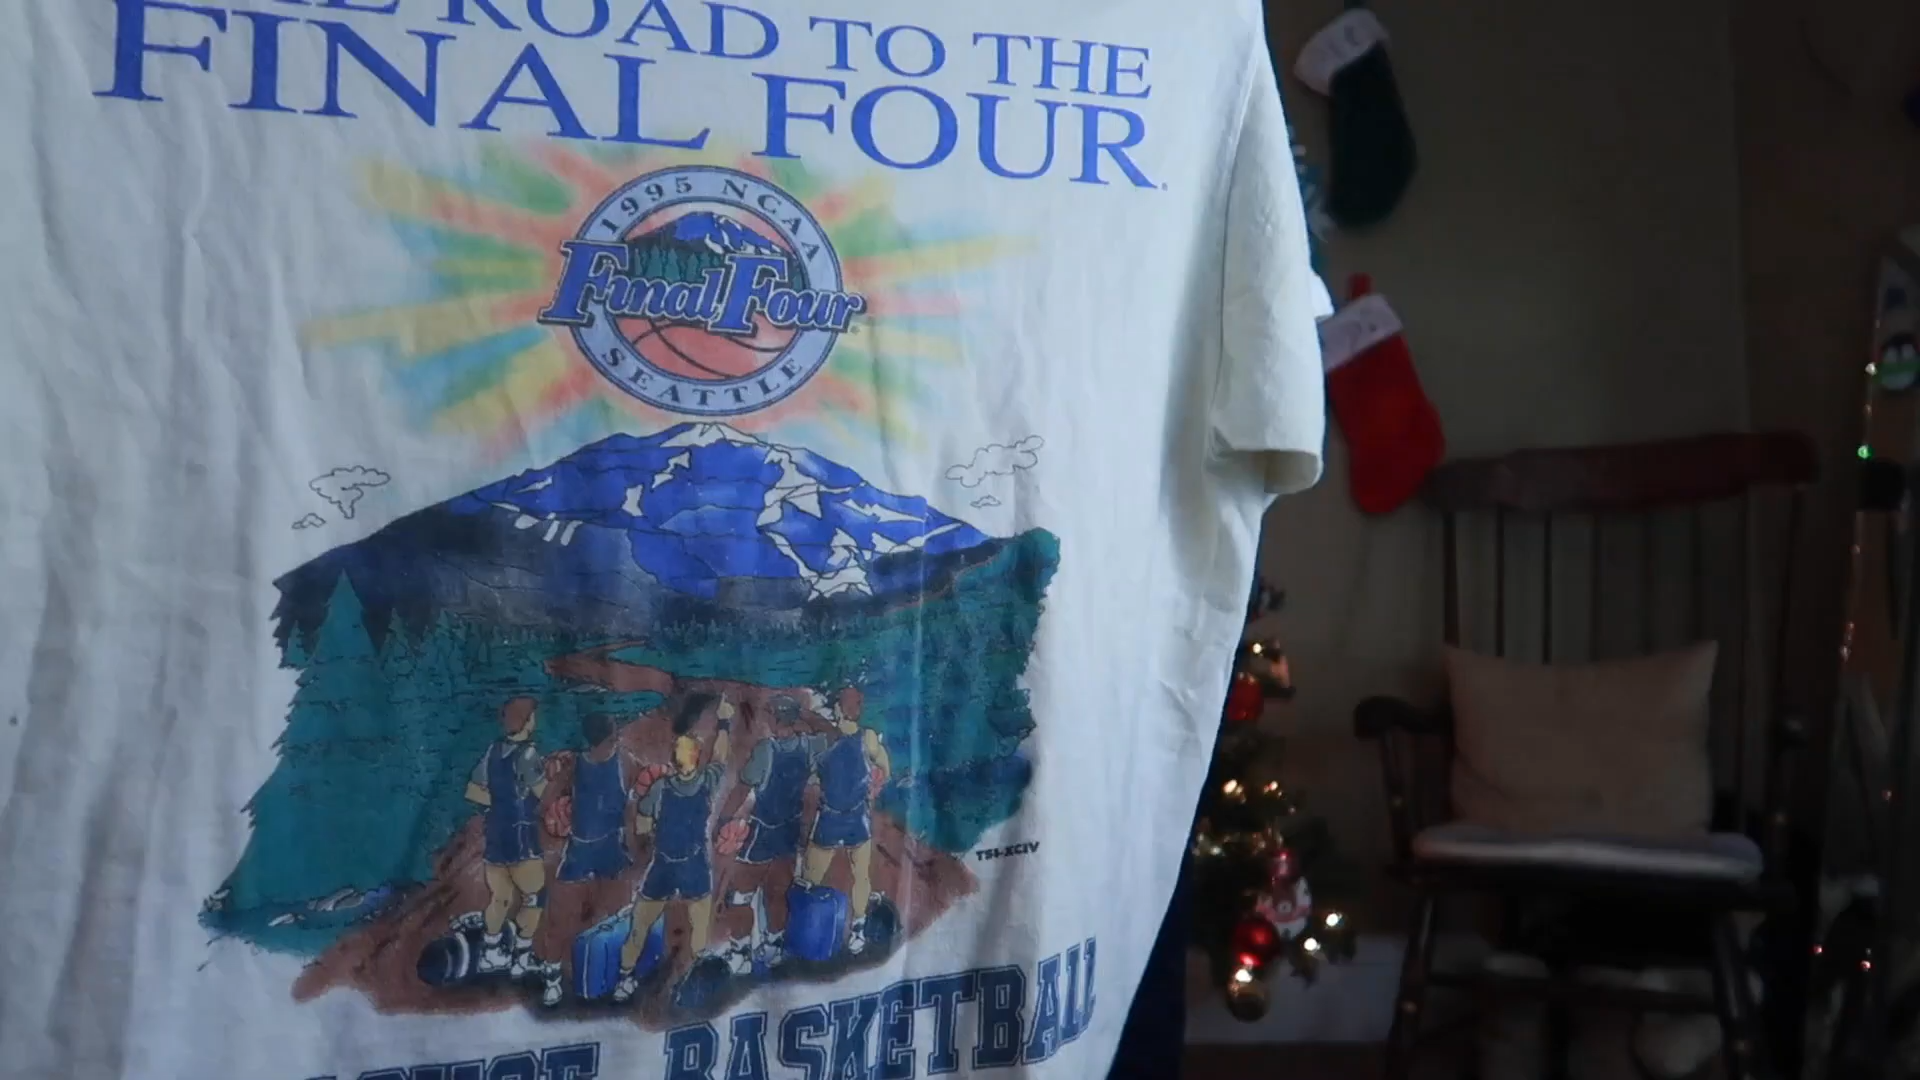 ROAD TO THE
FINAL FOUR.
1995 NCAA
Final Four
SEATTLE
TSI-XCIV
BASKETBALL